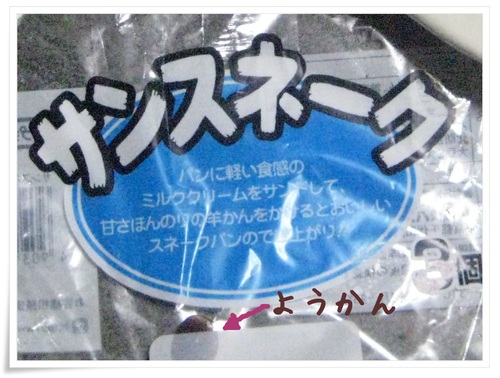 サンスネーク
パンに軽い食感の
ミルククリームをサンドして、
甘さほんのりの羊かんをかけるとおいしい
スネークパンのでき上がり!!
個
ようかん